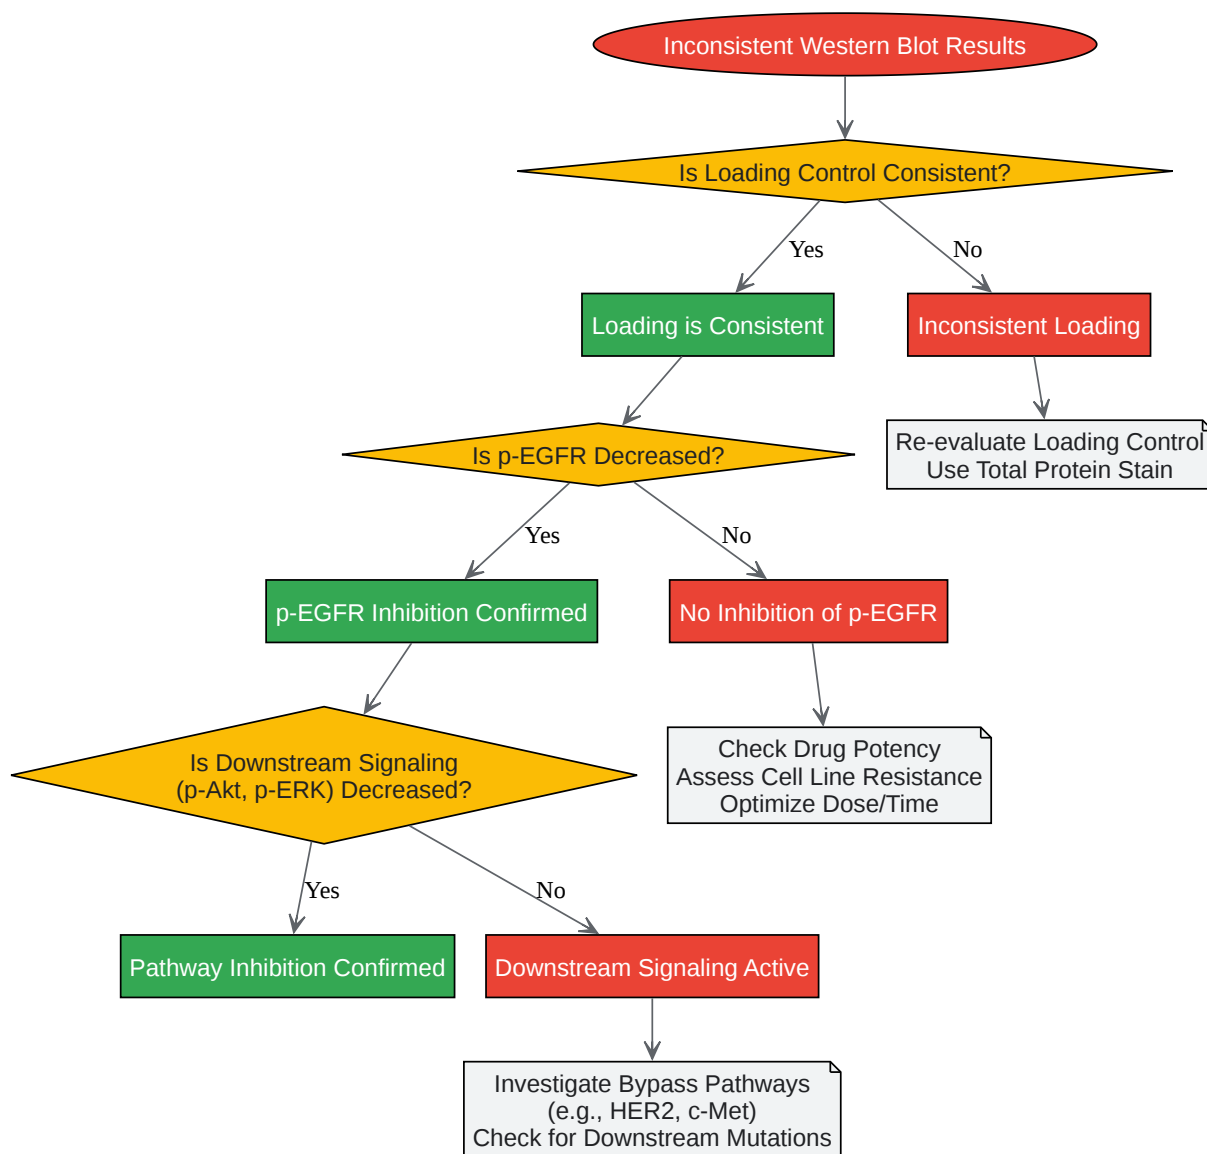 Inconsistent Western Blot Results
Is Loading Control Consistent?
Yes
No
Loading is Consistent
Inconsistent Loading
Is p-EGFR Decreased?
Re-evaluate Loading Control
Use Total Protein Stain
Yes
No
p-EGFR Inhibition Confirmed
No Inhibition of p-EGFR
Is Downstream Signaling
(p-Akt, p-ERK) Decreased?
Check Drug Potency
Assess Cell Line Resistance
Optimize Dose/Time
Yes
No
Pathway Inhibition Confirmed
Downstream Signaling Active
Investigate Bypass Pathways
(e.g., HER2, c-Met)
Check for Downstream Mutations